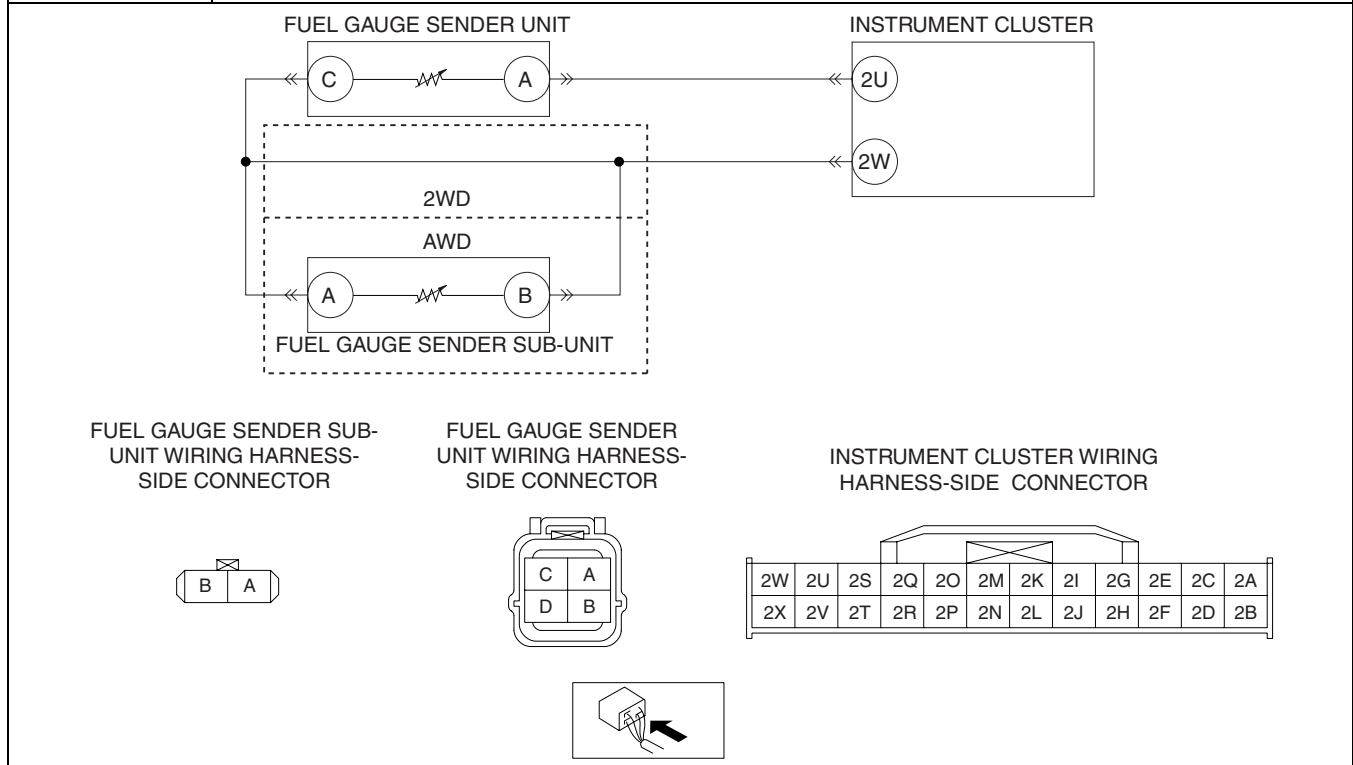 FUEL GAUGE SENDER UNIT
INSTRUMENT CLUSTER
C
A
2U
2W
2WD
AWD
A
B
FUEL GAUGE SENDER SUB-UNIT
FUEL GAUGE SENDER SUB-
UNIT WIRING HARNESS-
SIDE CONNECTOR
FUEL GAUGE SENDER
UNIT WIRING HARNESS-
SIDE CONNECTOR
INSTRUMENT CLUSTER WIRING
HARNESS-SIDE CONNECTOR
B A
C A
D B
2W 2U 2S 2Q 2O 2M 2K 2I 2G 2E 2C 2A
2X 2V 2T 2R 2P 2N 2L 2J 2H 2F 2D 2B